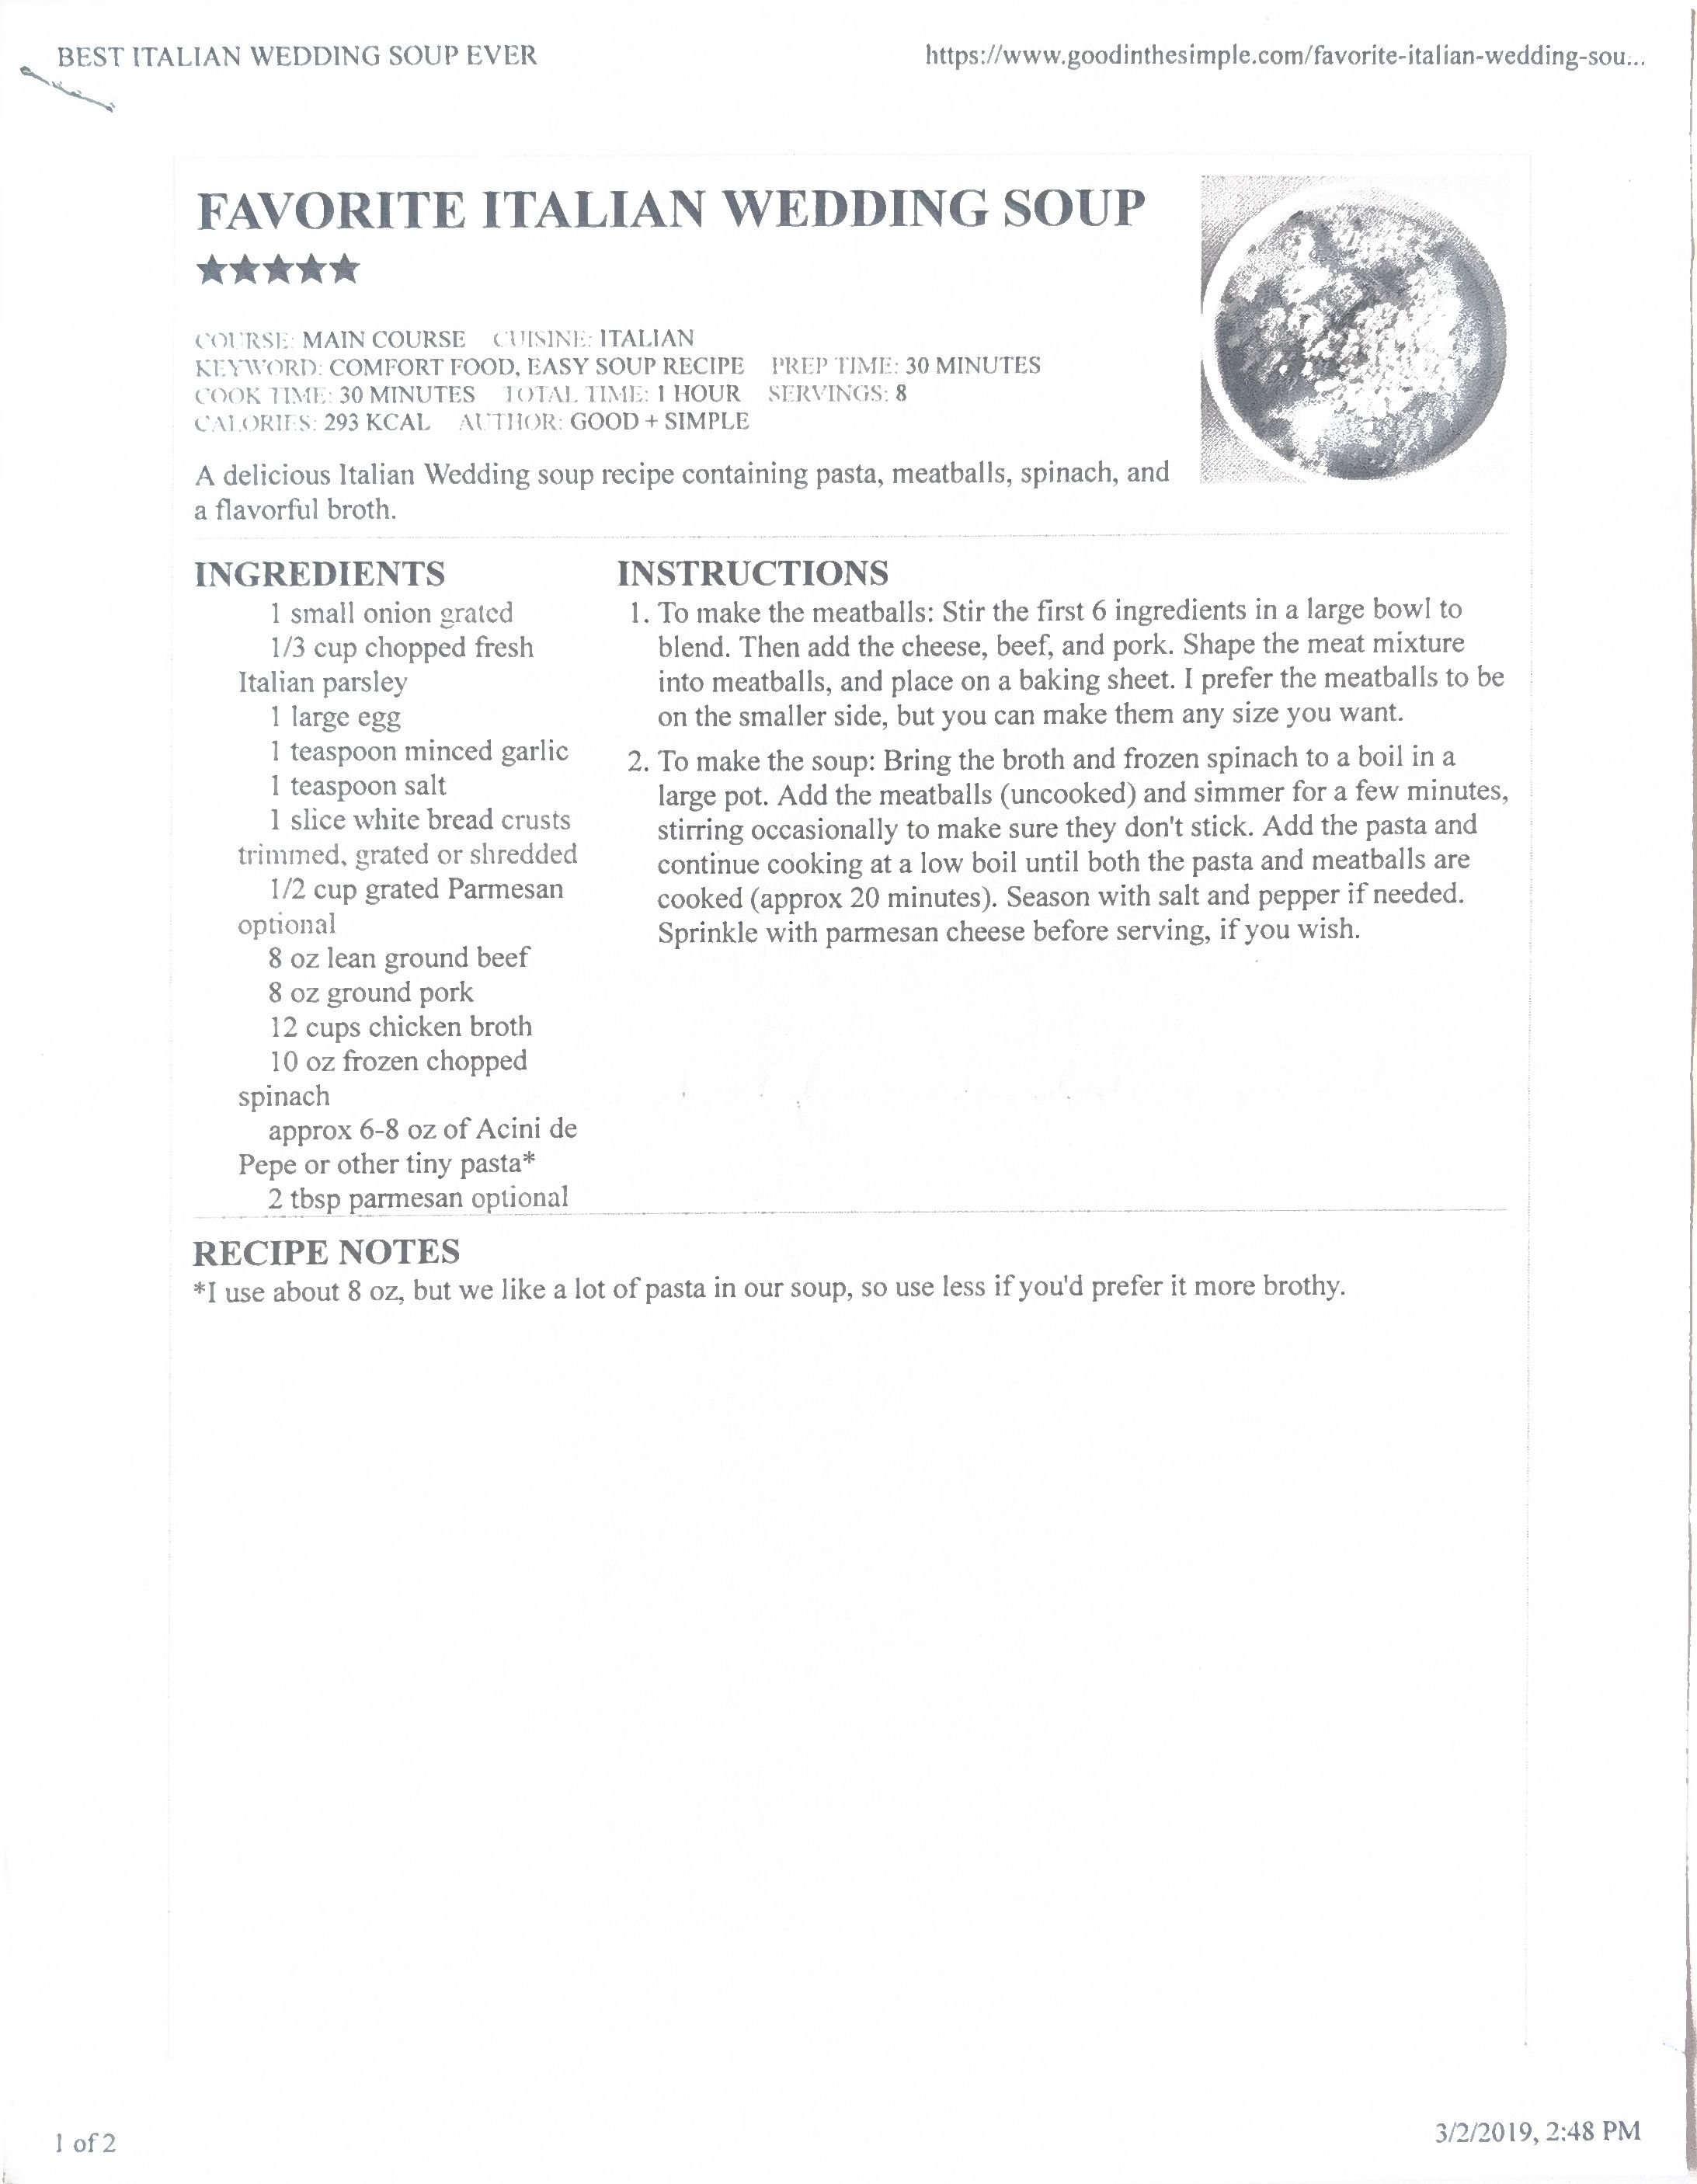 BEST ITALIAN WEDDING SOUP EVER
https://www.goodinthesimple.com/favorite-italian-wedding-sou...
FAVORITE ITALIAN WEDDING SOUP
★★★★★
COURSE: MAIN COURSE CUISINE: ITALIAN
KEYWORD: COMFORT FOOD, EASY SOUP RECIPE PREP TIME: 30 MINUTES
COOK TIME: 30 MINUTES TOTAL TIME: 1 HOUR SERVINGS: 8
CALORIES: 293 KCAL AUTHOR: GOOD + SIMPLE
A delicious Italian Wedding soup recipe containing pasta, meatballs, spinach, and
a flavorful broth.
INGREDIENTS
1 small onion grated
1/3 cup chopped fresh
Italian parsley
1 large egg
1 teaspoon minced garlic
1 teaspoon salt
1 slice white bread crusts
trimmed, grated or shredded
1/2 cup grated Parmesan
optional
8 oz lean ground beef
8 oz ground pork
12 cups chicken broth
10 oz frozen chopped
spinach
approx 6-8 oz of Acini de
Pepe or other tiny pasta*
2 tbsp parmesan optional
INSTRUCTIONS
1. To make the meatballs: Stir the first 6 ingredients in a large bowl to
blend. Then add the cheese, beef, and pork. Shape the meat mixture
into meatballs, and place on a baking sheet. I prefer the meatballs to be
on the smaller side, but you can make them any size you want.
2. To make the soup: Bring the broth and frozen spinach to a boil in a
large pot. Add the meatballs (uncooked) and simmer for a few minutes,
stirring occasionally to make sure they don't stick. Add the pasta and
continue cooking at a low boil until both the pasta and meatballs are
cooked (approx 20 minutes). Season with salt and pepper if needed.
Sprinkle with parmesan cheese before serving, if you wish.
RECIPE NOTES
*I use about 8 oz, but we like a lot of pasta in our soup, so use less if you'd prefer it more brothy.
1 of 2
3/2/2019, 2:48 PM